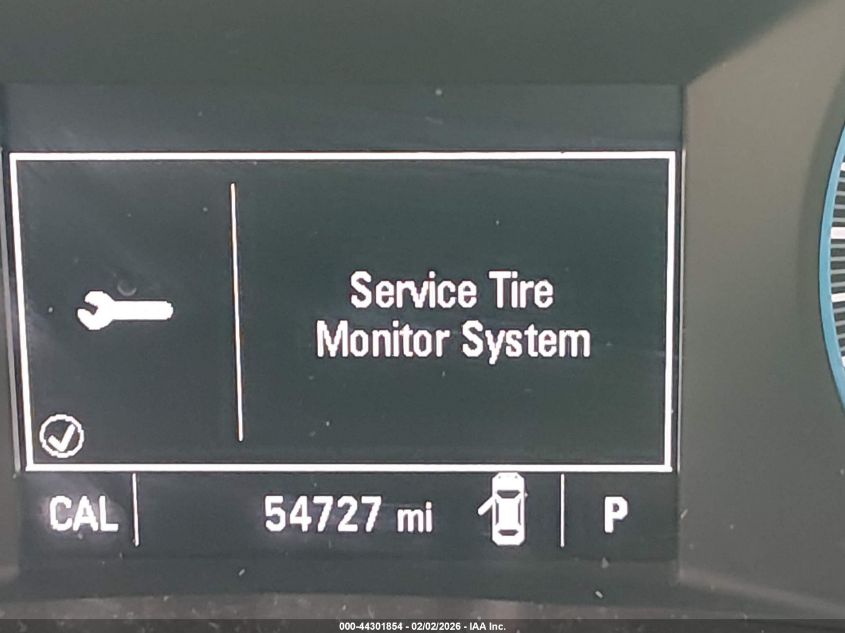 Service Tire
Monitor System
CAL 54727 mi P
000-44301854 - 02/02/2026 - IAA Inc.